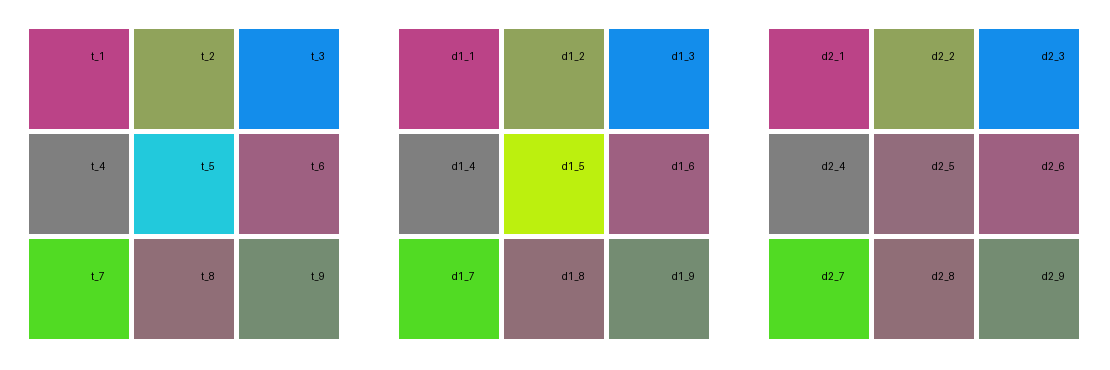 t_1 t_2 t_3 d1_1 d1_2 d1_3 d2_1 d2_2 d2_3
t_4 t_5 t_6 d1_4 d1_5 d1_6 d2_4 d2_5 d2_6
t_7 t_8 t_9 d1_7 d1_8 d1_9 d2_7 d2_8 d2_9